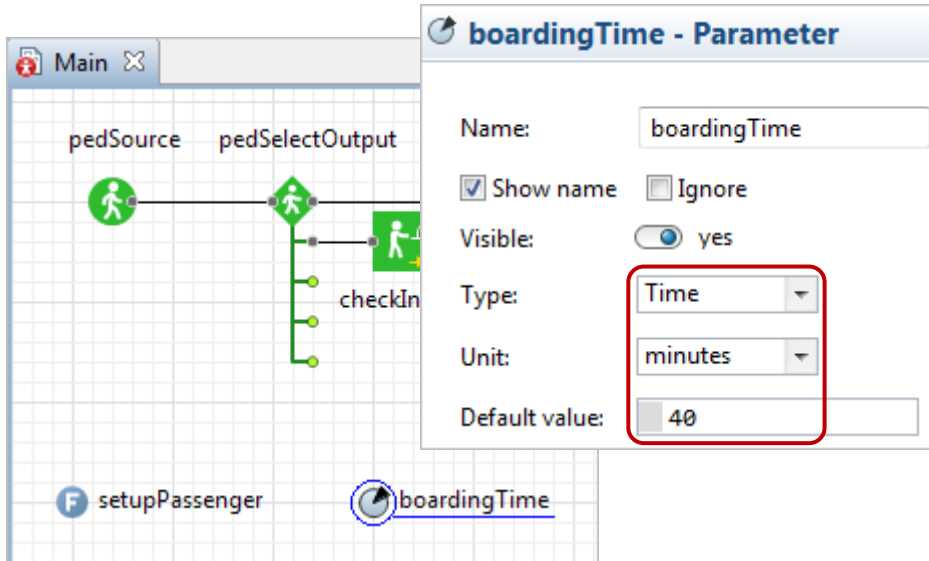 Main
pedSource
pedSelectOutput
checkIn
F setupPassenger
boardingTime
boardingTime - Parameter
Name: boardingTime
Show name Ignore
Visible: yes
Type: Time
Unit: minutes
Default value: 40